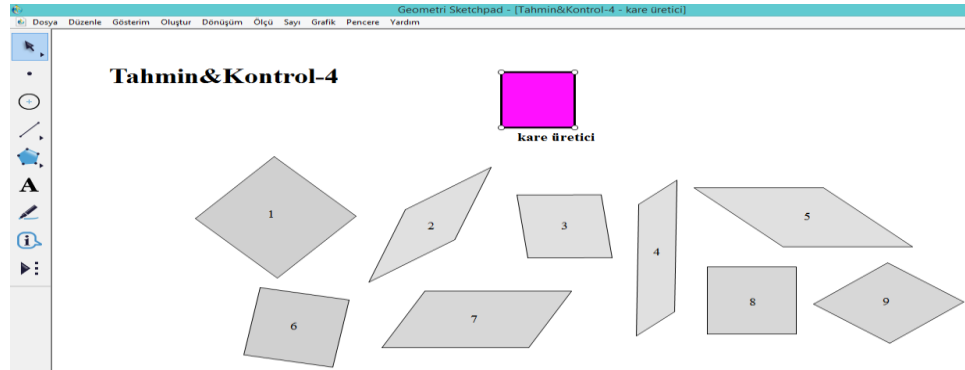 Geometri Sketchpad - [Tahmin&Kontrol-4 - kare üretici]
Dosya Düzenle Gösterim Oluştur Dönüşüm Ölçü Sayı Grafik Pencere Yardım
Tahmin&Kontrol-4
kare üretici
A
1
2
3
4
5
6
7
8
9